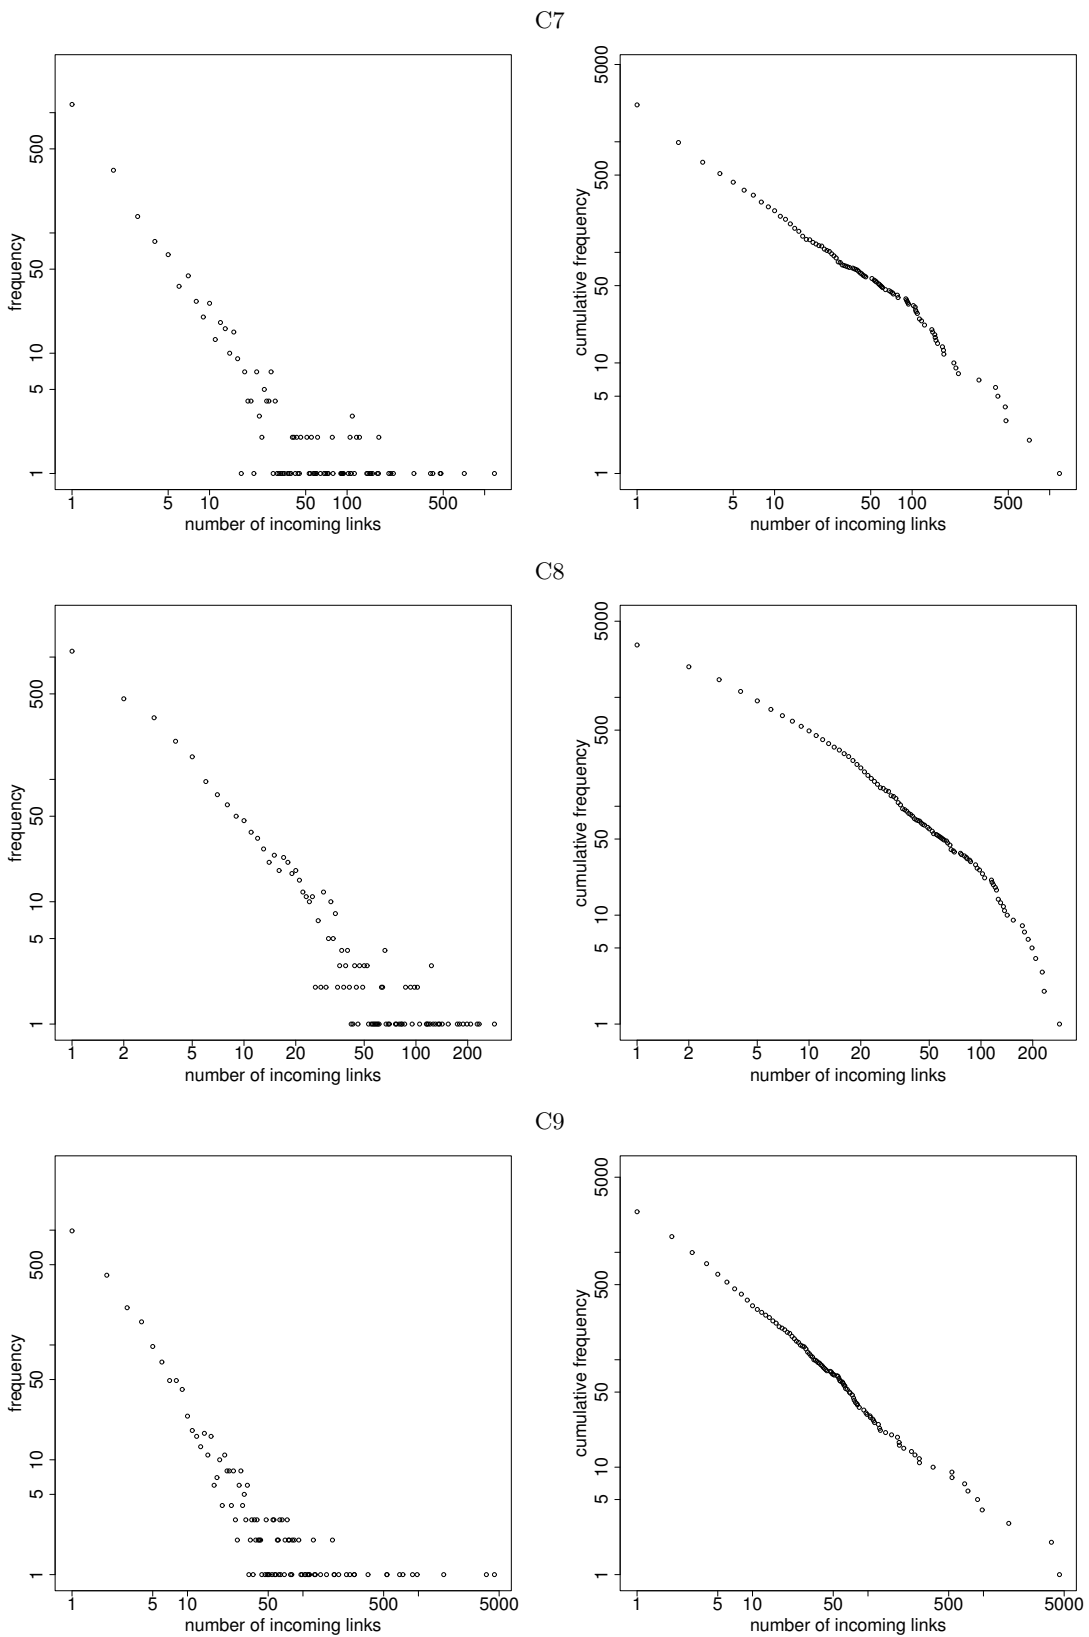 C7
frequency
500
50
10
5
1
1 5 10 50 100 500
number of incoming links
cumulative frequency
5000
500
50
10
5
1
1 5 10 50 100 500
number of incoming links
C8
frequency
500
50
10
5
1
1 2 5 10 20 50 100 200
number of incoming links
cumulative frequency
5000
500
50
10
5
1
1 2 5 10 20 50 100 200
number of incoming links
C9
frequency
500
50
10
5
1
1 5 10 50 500 5000
number of incoming links
cumulative frequency
5000
500
50
10
5
1
1 5 10 50 500 5000
number of incoming links